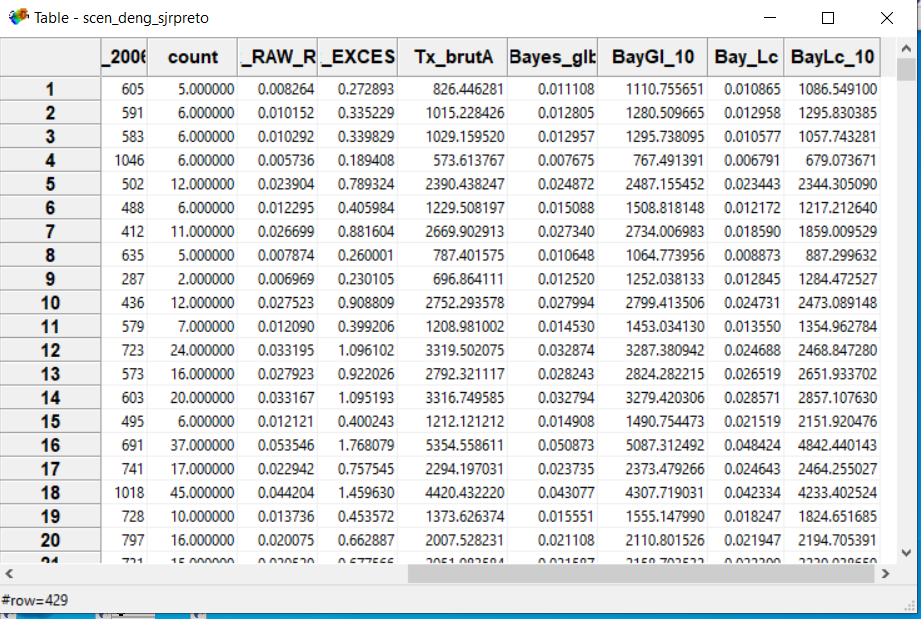 Table - scen_deng_sjrpreto
_2006 count _RAW_R _EXCES Tx_brutA Bayes_glb BayGl_10 Bay_Lc BayLc_10
1 605 5.000000 0.008264 0.272893 826.446281 0.011108 1110.755651 0.010865 1086.549100
2 591 6.000000 0.010152 0.335229 1015.228426 0.012805 1280.509665 0.012958 1295.830385
3 583 6.000000 0.010292 0.339829 1029.159520 0.012957 1295.738095 0.010577 1057.743281
4 1046 6.000000 0.005736 0.189408 573.613767 0.007675 767.491391 0.006791 679.073671
5 502 12.000000 0.023904 0.789324 2390.438247 0.024872 2487.155452 0.023443 2344.305090
6 488 6.000000 0.012295 0.405984 1229.508197 0.015088 1508.818148 0.012172 1217.212640
7 412 11.000000 0.026699 0.881604 2669.902913 0.027340 2734.006983 0.018590 1859.009529
8 635 5.000000 0.007874 0.260001 787.401575 0.010648 1064.773956 0.008873 887.299632
9 287 2.000000 0.006969 0.230105 696.864111 0.012520 1252.038133 0.012845 1284.472527
10 436 12.000000 0.027523 0.908809 2752.293578 0.027994 2799.413506 0.024731 2473.089148
11 579 7.000000 0.012090 0.399206 1208.981002 0.014530 1453.034130 0.013550 1354.962784
12 723 24.000000 0.033195 1.096102 3319.502075 0.032874 3287.380942 0.024688 2468.847280
13 573 16.000000 0.027923 0.922026 2792.321117 0.028243 2824.282215 0.026519 2651.933702
14 603 20.000000 0.033167 1.095193 3316.749585 0.032794 3279.420306 0.028571 2857.107630
15 495 6.000000 0.012121 0.400243 1212.121212 0.014908 1490.754473 0.021519 2151.920476
16 691 37.000000 0.053546 1.768079 5354.558611 0.050873 5087.312492 0.048424 4842.440143
17 741 17.000000 0.022942 0.757545 2294.197031 0.023735 2373.479266 0.024643 2464.255027
18 1018 45.000000 0.044204 1.459630 4420.432220 0.043077 4307.719031 0.042334 4233.402524
19 728 10.000000 0.013736 0.453572 1373.626374 0.015551 1555.147990 0.018247 1824.651685
20 797 16.000000 0.020075 0.662887 2007.528231 0.021108 2110.801526 0.021947 2194.705391
21
#row=429